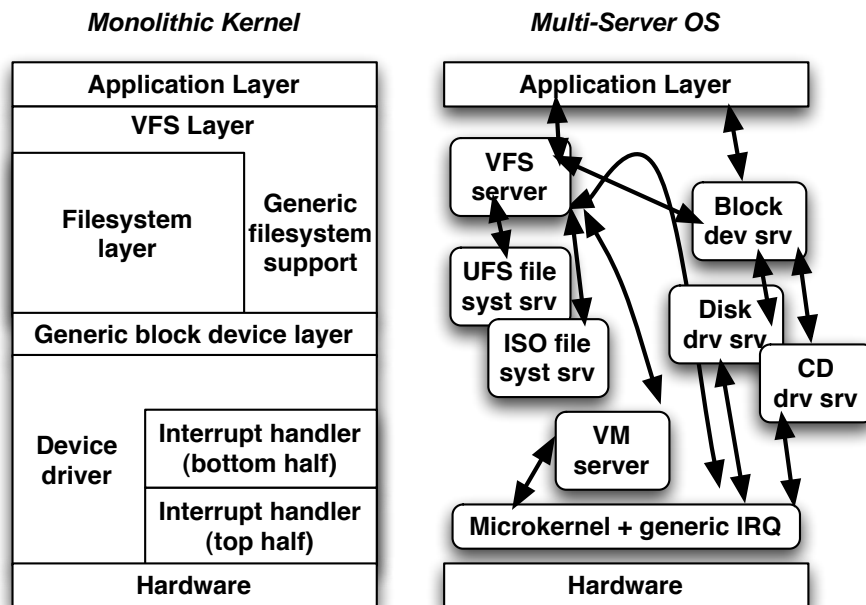 Monolithic Kernel
Application Layer
VFS Layer
Filesystem
layer
Generic
filesystem
support
Generic block device layer
Device
driver
Interrupt handler
(bottom half)
Interrupt handler
(top half)
Hardware
Multi-Server OS
Application Layer
VFS
server
Block
dev srv
UFS file
syst srv
ISO file
syst srv
Disk
drv srv
CD
drv srv
VM
server
Microkernel + generic IRQ
Hardware